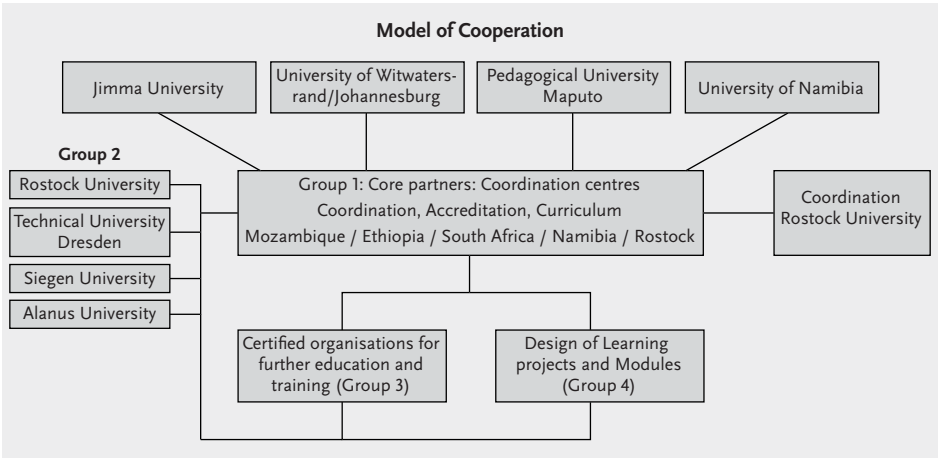 Model of Cooperation
Jimma University
University of Witwaters-
rand/Johannesburg
Pedagogical University
Maputo
University of Namibia
Group 2
Rostock University
Technical University
Dresden
Siegen University
Alanus University
Group 1: Core partners: Coordination centres
Coordination, Accreditation, Curriculum
Mozambique / Ethiopia / South Africa / Namibia / Rostock
Coordination
Rostock University
Certified organisations for
further education and
training (Group 3)
Design of Learning
projects and Modules
(Group 4)